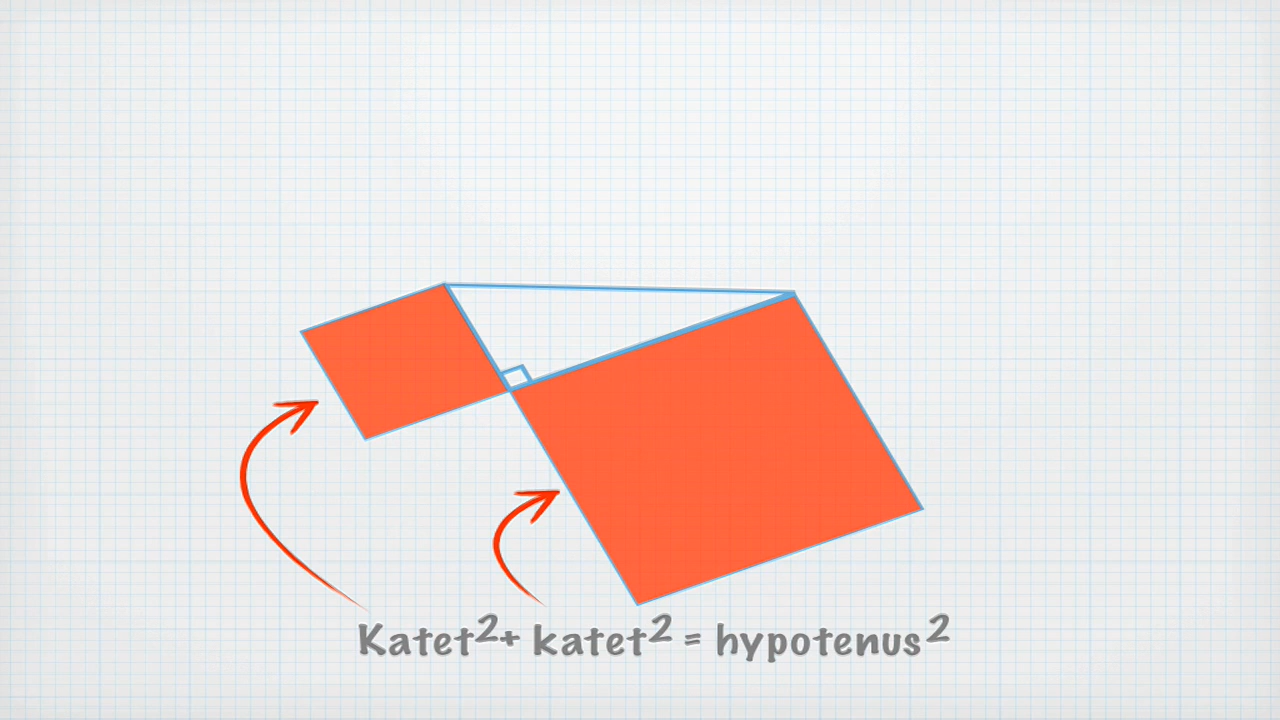 Katet²+ katet² = hypotenus²